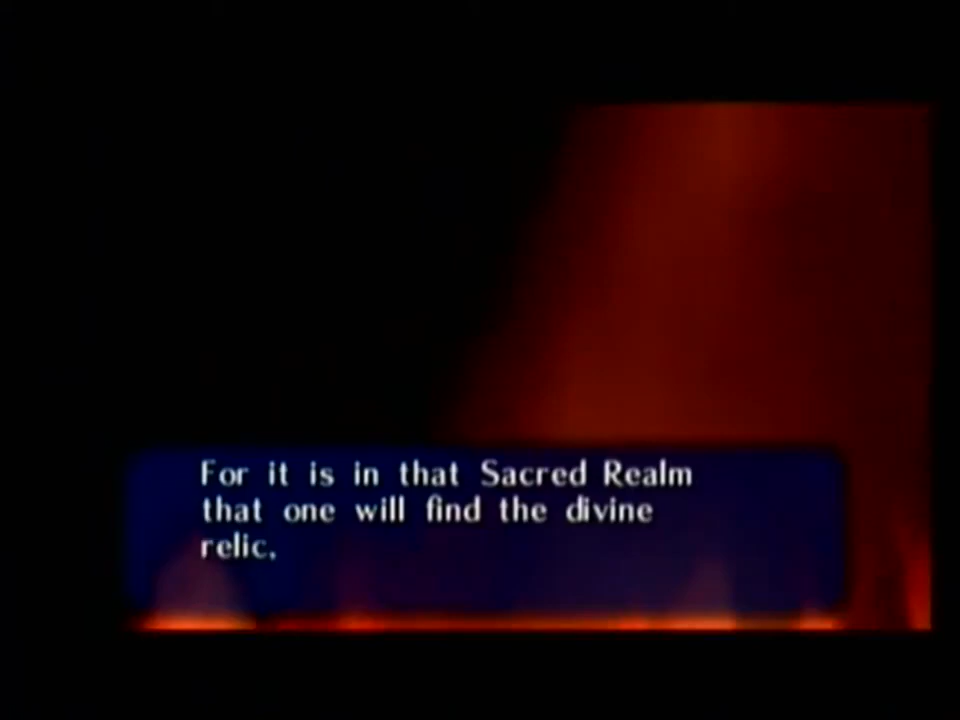 For it is in that Sacred Realm
that one will find the divine
relic,